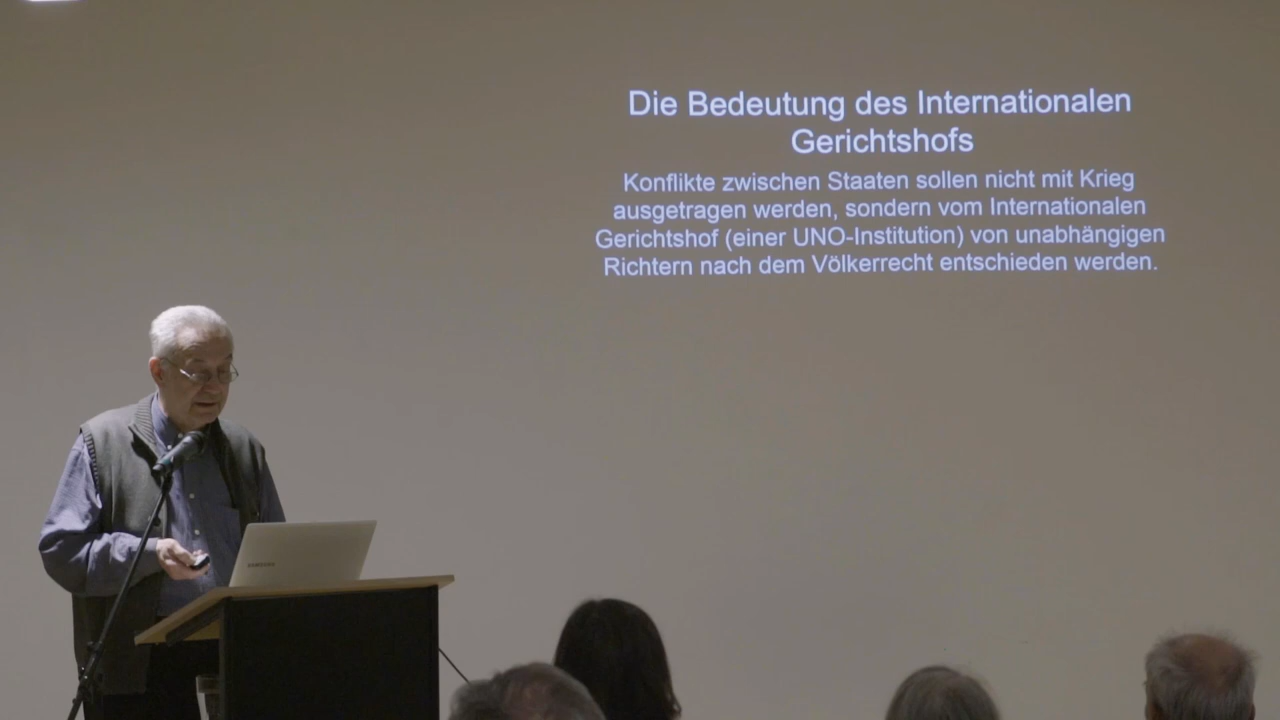 Die Bedeutung des Internationalen
Gerichtshofs
Konflikte zwischen Staaten sollen nicht mit Krieg
ausgetragen werden, sondern vom Internationalen
Gerichtshof (einer UNO-Institution) von unabhängigen
Richtern nach dem Völkerrecht entschieden werden.
SAMSUNG